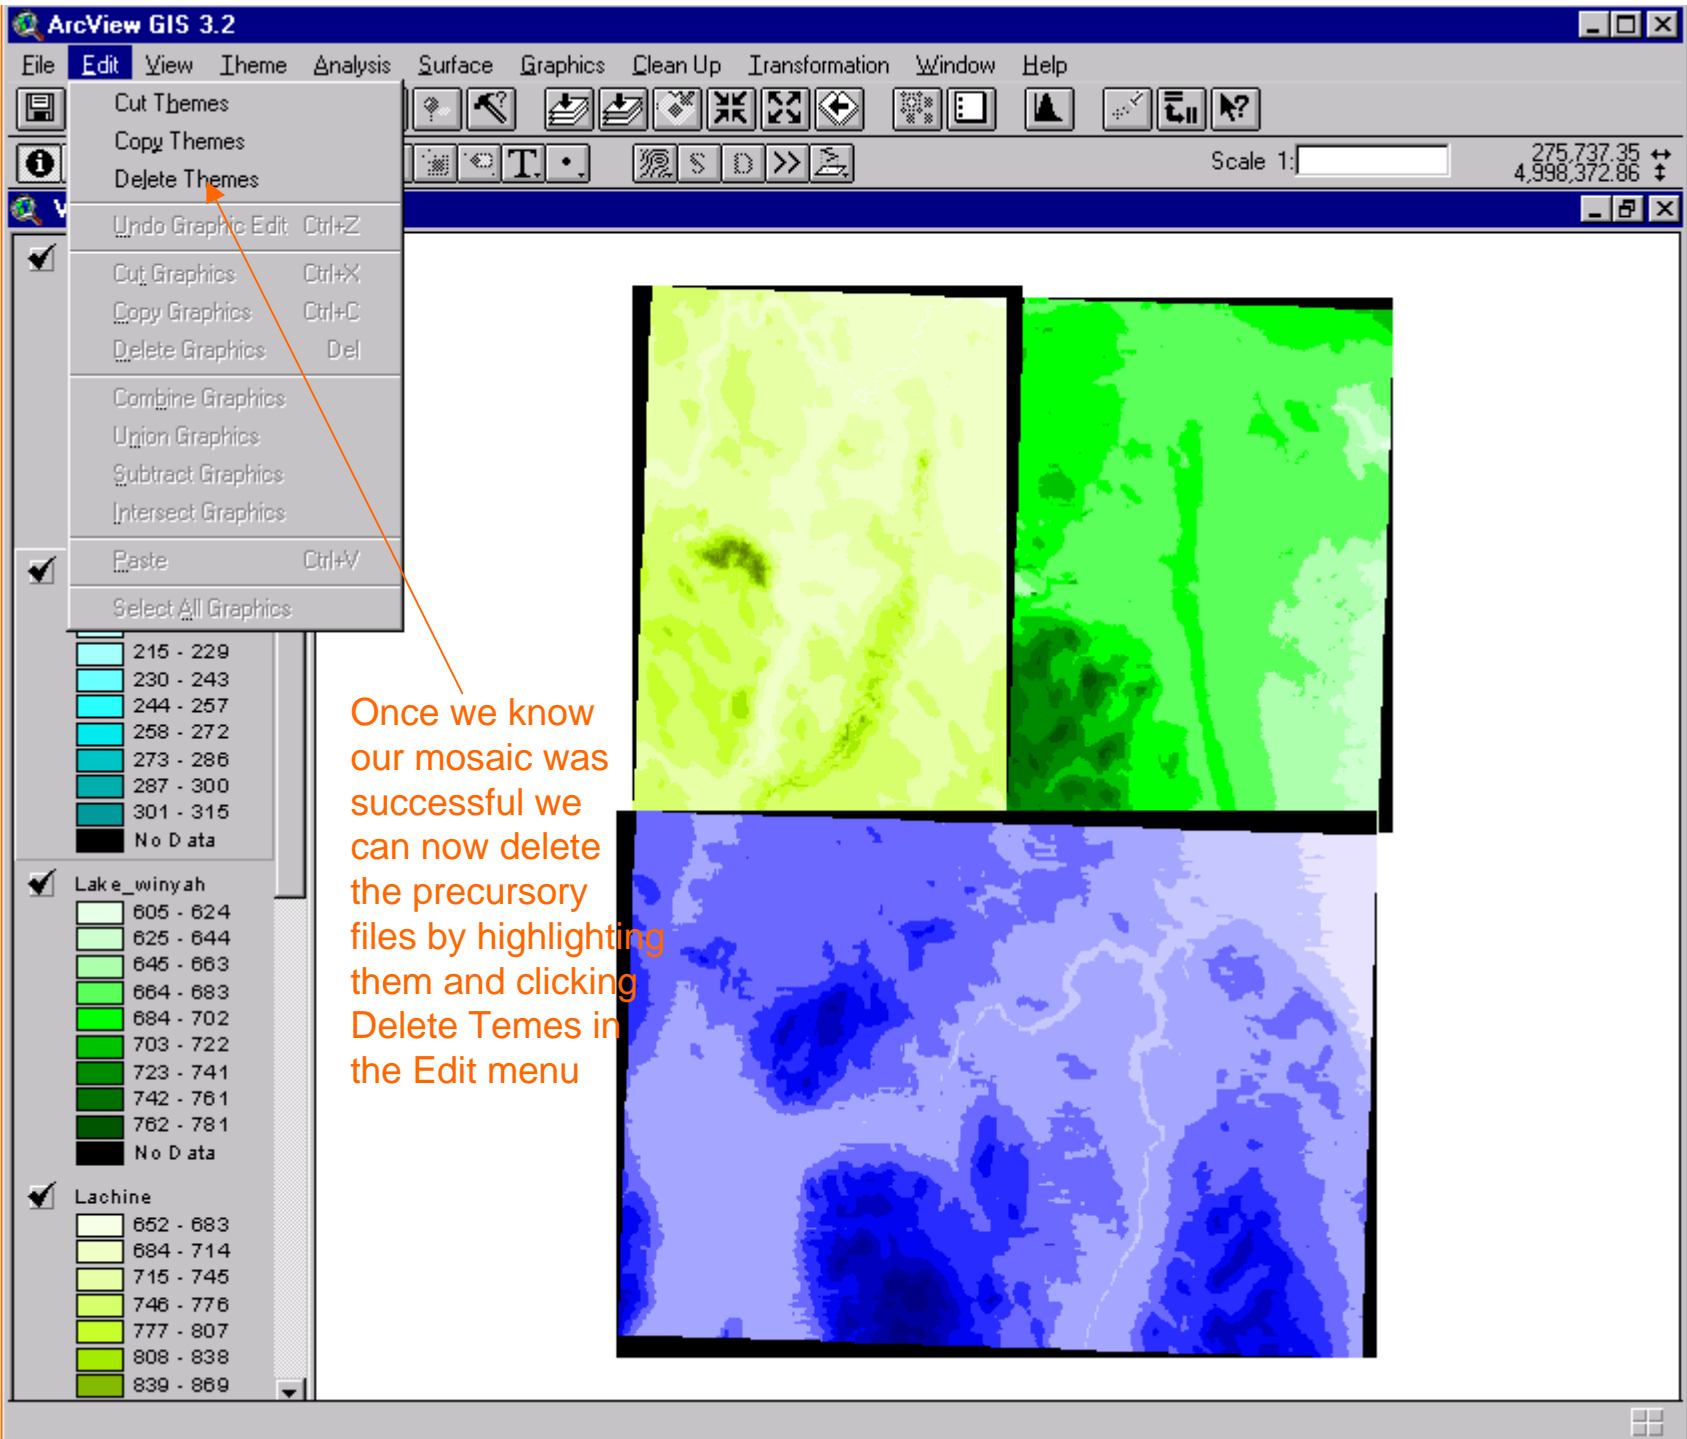 ArcView GIS 3.2
File Edit View Theme Analysis Surface Graphics Clean Up Transformation Window Help
Cut Themes
Copy Themes
Delete Themes
Undo Graphic Edit Ctrl+Z
Cut Graphics Ctrl+X
Copy Graphics Ctrl+C
Delete Graphics Del
Combine Graphics
Union Graphics
Subtract Graphics
Intersect Graphics
Paste Ctrl+V
Select All Graphics
T
S D
Scale 1:
275,737.35
4,998,372.86
V
215 - 229
230 - 243
244 - 257
258 - 272
273 - 286
287 - 300
301 - 315
No Data
Lake_winyah
605 - 624
625 - 644
645 - 663
664 - 683
684 - 702
703 - 722
723 - 741
742 - 761
762 - 781
No Data
Lachine
652 - 683
684 - 714
715 - 745
746 - 776
777 - 807
808 - 838
839 - 869
Once we know
our mosaic was
successful we
can now delete
the precursory
files by highlighting
them and clicking
Delete Temes in
the Edit menu